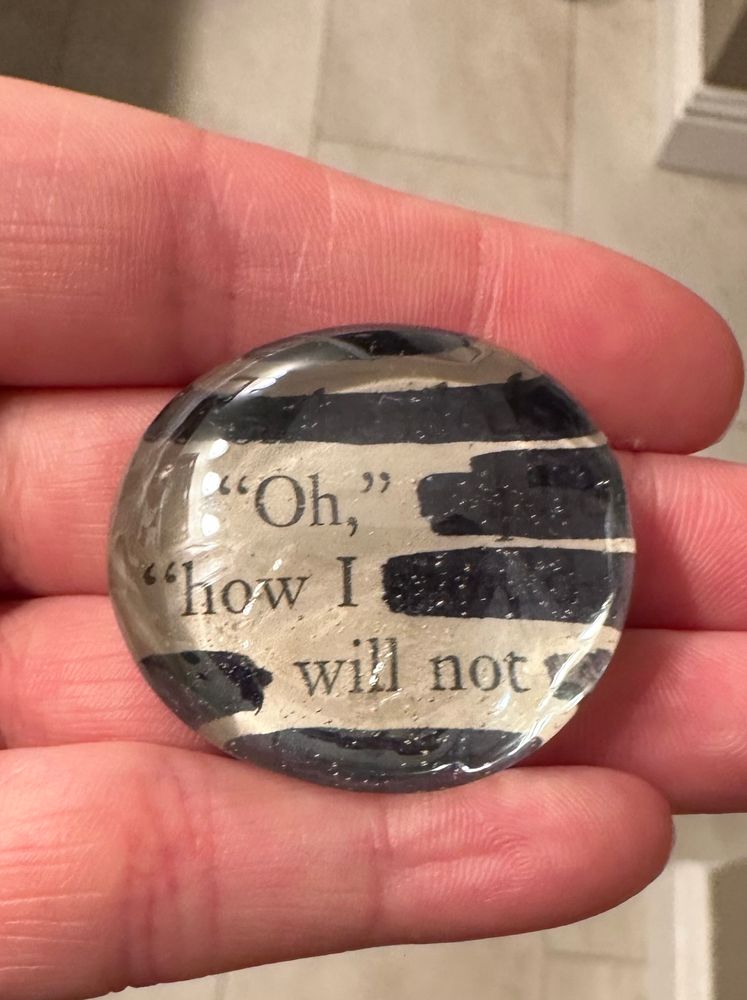 “Oh,”
“how I
will not